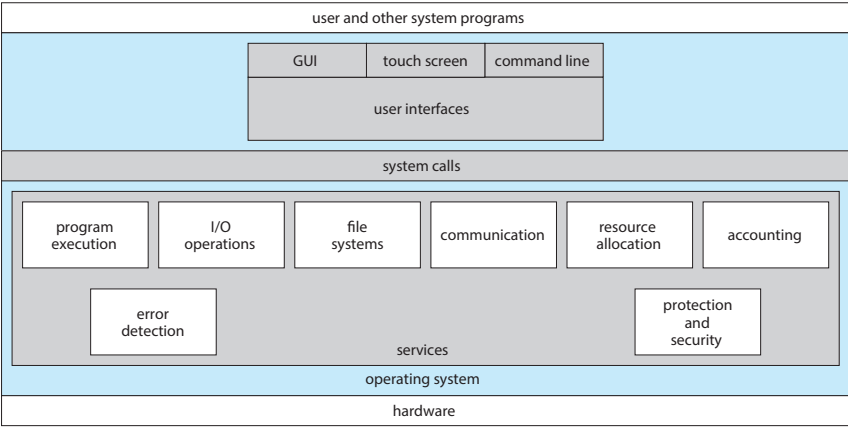 user and other system programs
GUI touch screen command line
user interfaces
system calls
program
execution
I/O
operations
file
systems
communication
resource
allocation
accounting
error
detection
protection
and
security
services
operating system
hardware